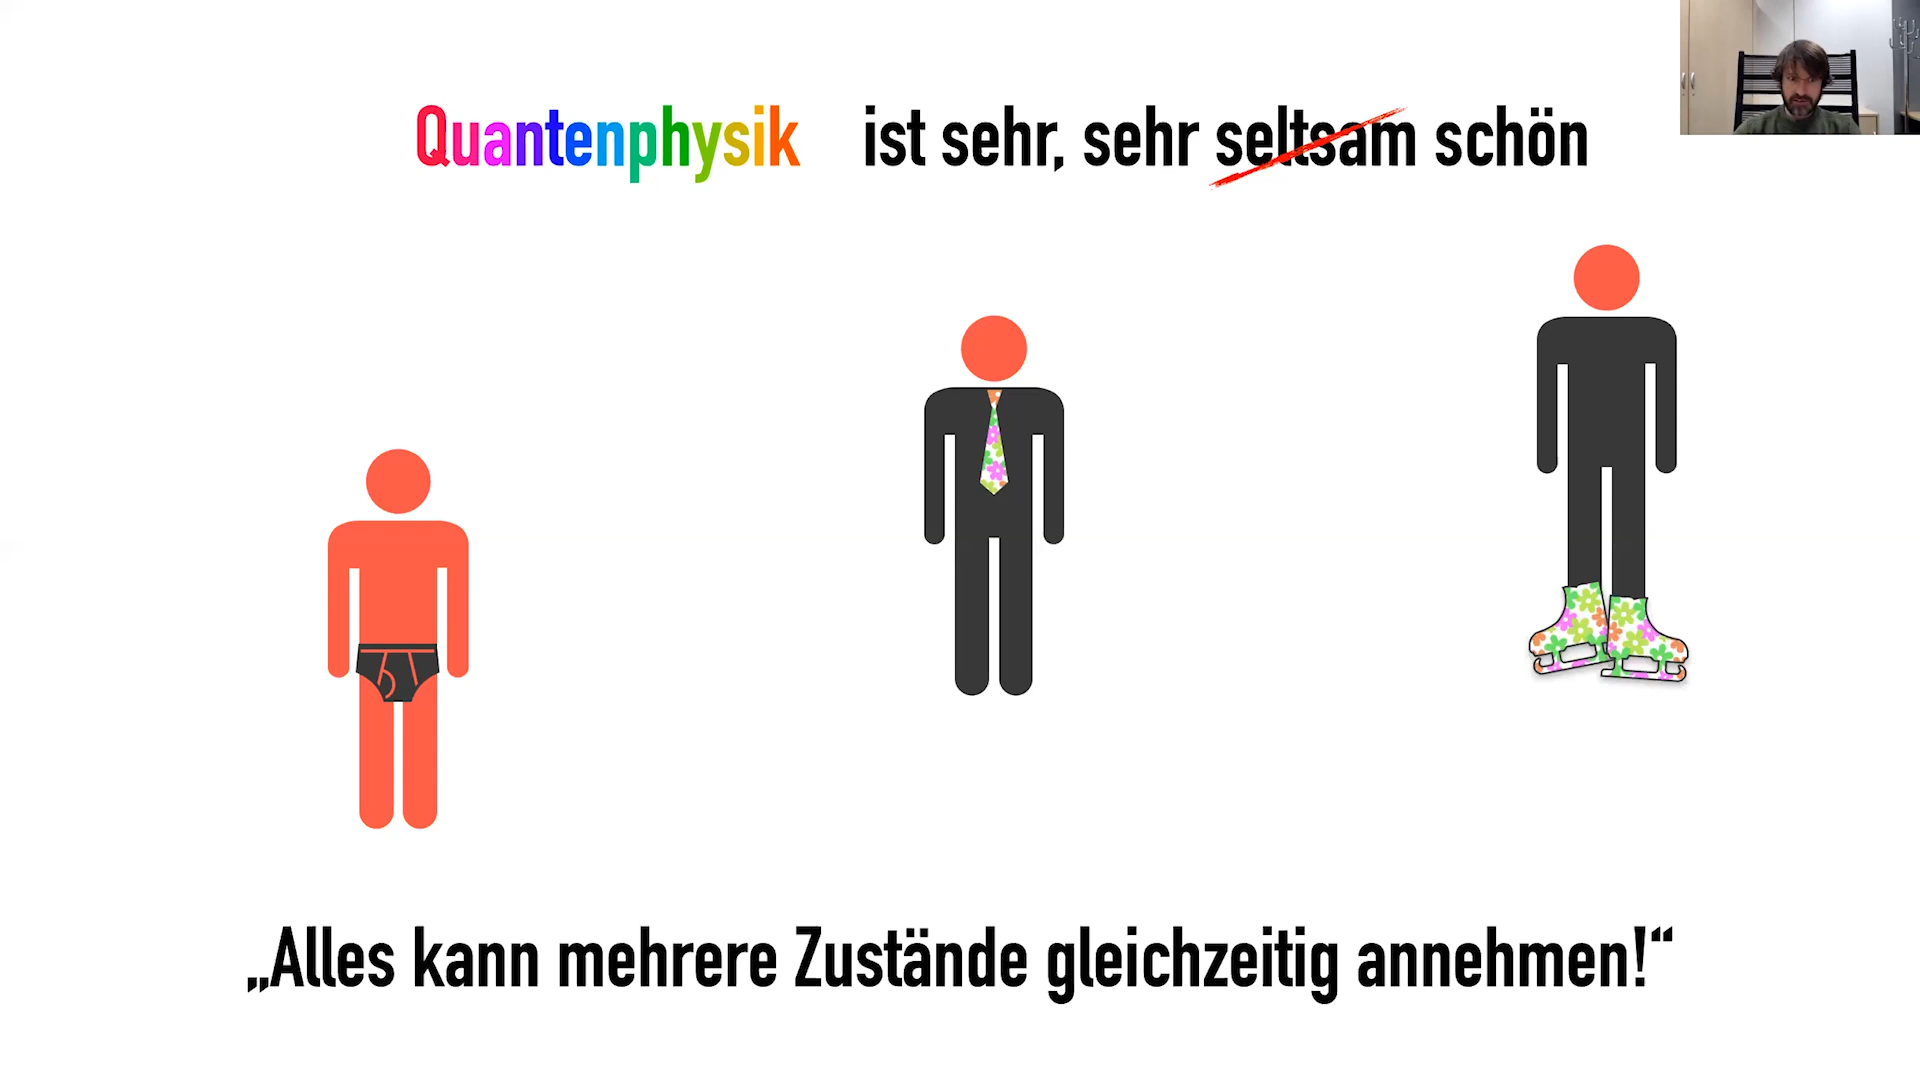 Quantenphysik ist sehr, sehr seltsam schön
„Alles kann mehrere Zustände gleichzeitig annehmen!“